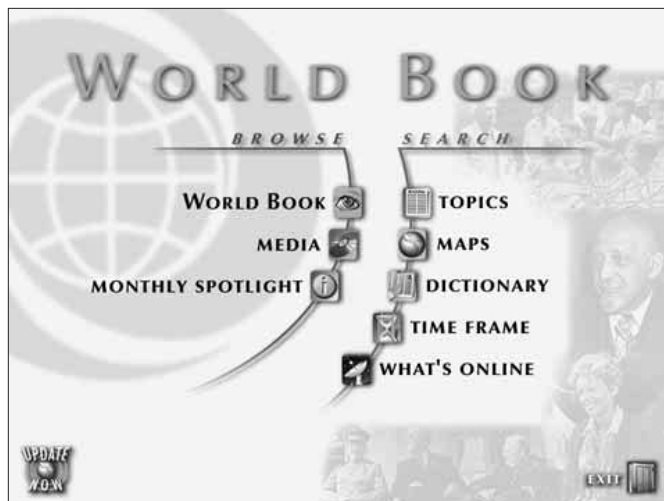 WORLD BOOK
BROWSE
SEARCH
WORLD BOOK
MEDIA
MONTHLY SPOTLIGHT
TOPICS
MAPS
DICTIONARY
TIME FRAME
WHAT'S ONLINE
UPDATE
NOW
EXIT